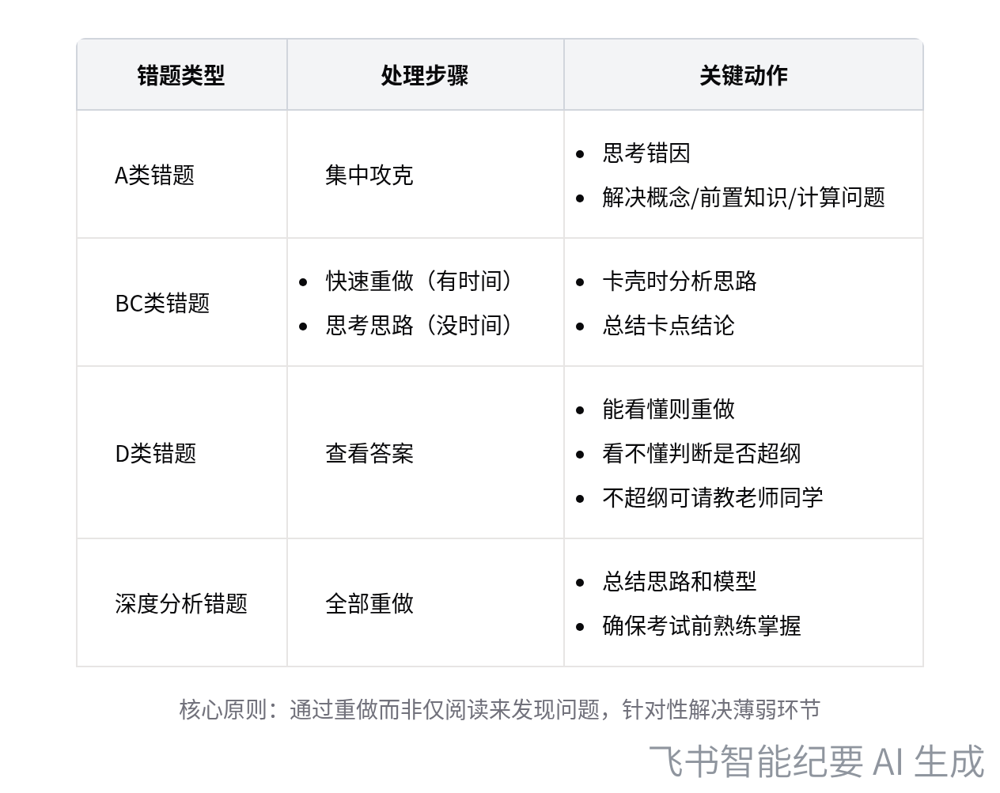 错题类型
处理步骤
关键动作
A类错题
集中攻克
思考错因
解决概念/前置知识/计算问题
BC类错题
快速重做（有时间）
思考思路（没时间）
卡壳时分析思路
总结卡点结论
D类错题
查看答案
能看懂则重做
看不懂判断是否超纲
不超纲可请教老师同学
深度分析错题
全部重做
总结思路和模型
确保考试前熟练掌握
核心原则：通过重做而非仅阅读来发现问题，针对性解决薄弱环节
飞书智能纪要 AI 生成